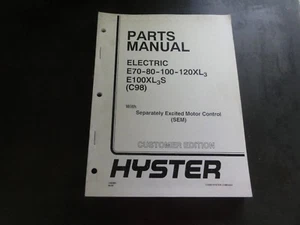 PARTS
MANUAL
ELECTRIC
E70-80-100-120XL3
E100XL3S
(C98)
With
Separately Excited Motor Control
(SEM)
CUSTOMER EDITION
HYSTER